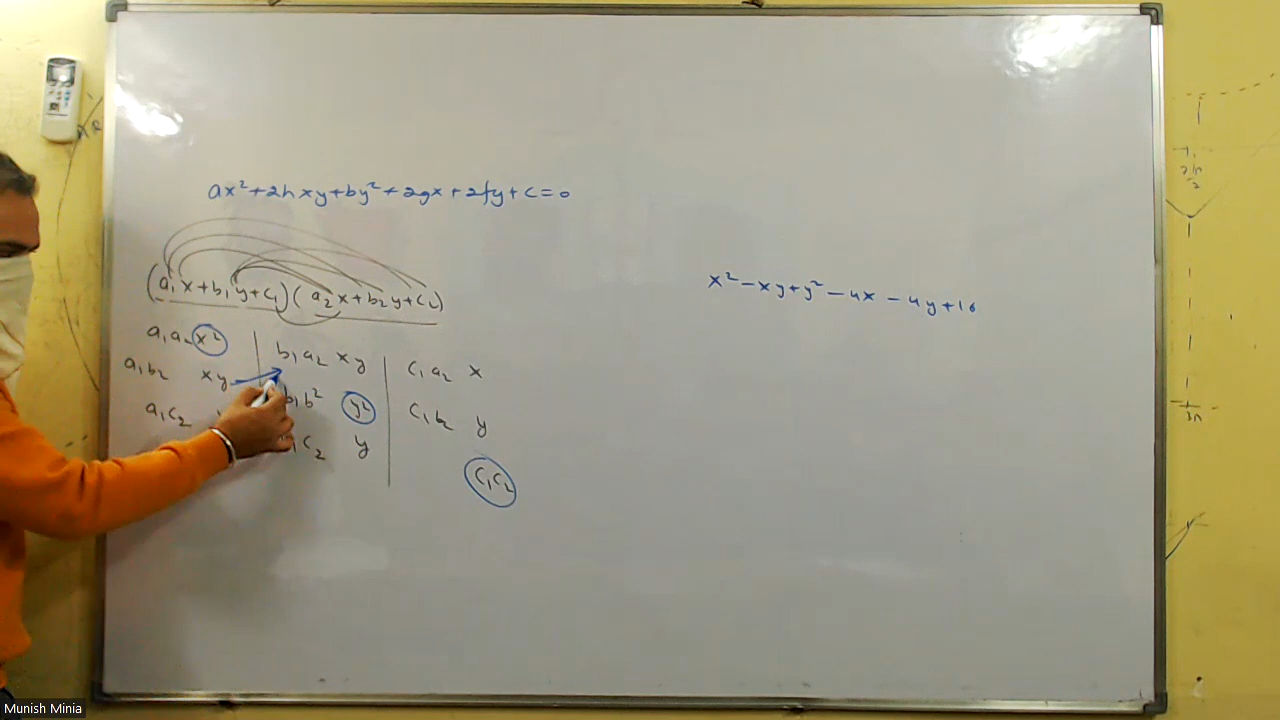 ax²+2hxy+by²+2gx+2fy+c=0
(a₁x+b₁y+c₁)(a₂x+b₂y+c₂)
x²-xy+y²-4x-4y+16
a₁a₂ x² | b₁a₂ xy | c₁a₂ x
a₁b₂ xy → b₁b² y² | c₁b₂ y
a₁c₂ c₂ y | c₁c₂
Munish Minia